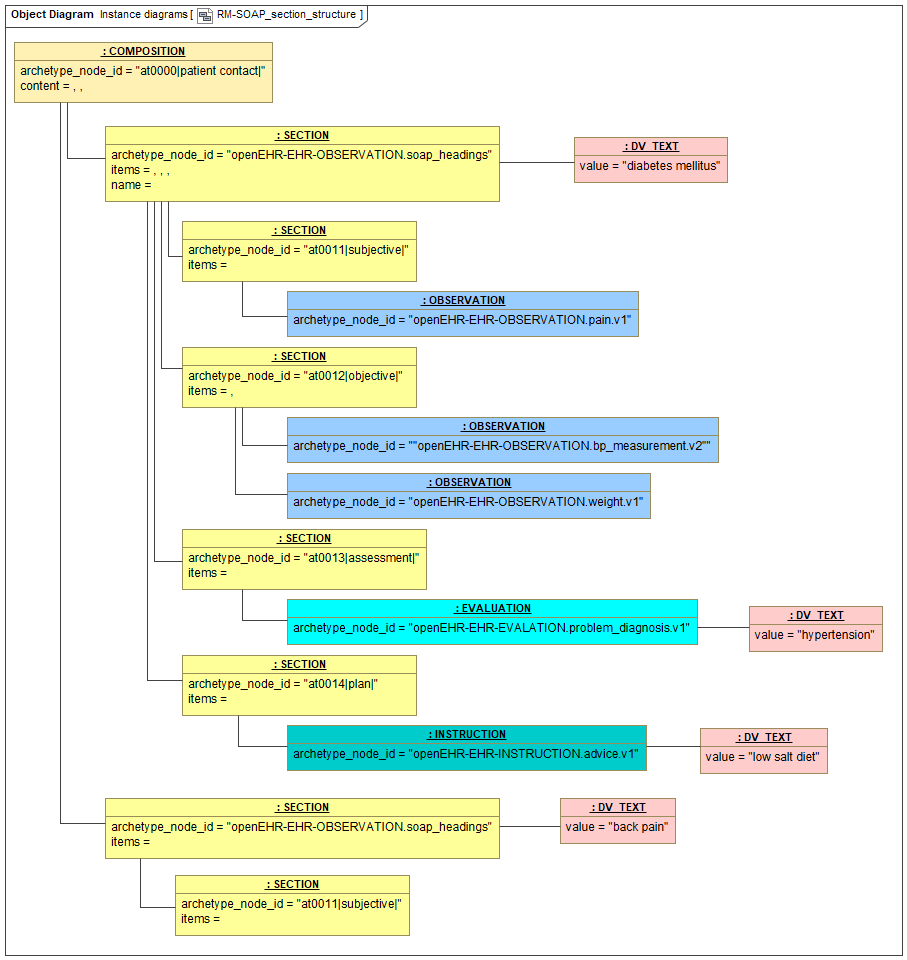 Object Diagram Instance diagrams [ RM-SOAP_section_structure ]
: COMPOSITION
archetype_node_id = "at0000|patient contact|"
content = , ,
: SECTION
archetype_node_id = "openEHR-EHR-OBSERVATION.soap_headings"
items = , , ,
name =
: DV_TEXT
value = "diabetes mellitus"
: SECTION
archetype_node_id = "at0011|subjective|"
items =
: OBSERVATION
archetype_node_id = "openEHR-EHR-OBSERVATION.pain.v1"
: SECTION
archetype_node_id = "at0012|objective|"
items = ,
: OBSERVATION
archetype_node_id = ""openEHR-EHR-OBSERVATION.bp_measurement.v2""
: OBSERVATION
archetype_node_id = "openEHR-EHR-OBSERVATION.weight.v1"
: SECTION
archetype_node_id = "at0013|assessment|"
items =
: EVALUATION
archetype_node_id = "openEHR-EHR-EVALATION.problem_diagnosis.v1"
: DV_TEXT
value = "hypertension"
: SECTION
archetype_node_id = "at0014|plan|"
items =
: INSTRUCTION
archetype_node_id = "openEHR-EHR-INSTRUCTION.advice.v1"
: DV_TEXT
value = "low salt diet"
: SECTION
archetype_node_id = "openEHR-EHR-OBSERVATION.soap_headings"
items =
: DV_TEXT
value = "back pain"
: SECTION
archetype_node_id = "at0011|subjective|"
items =